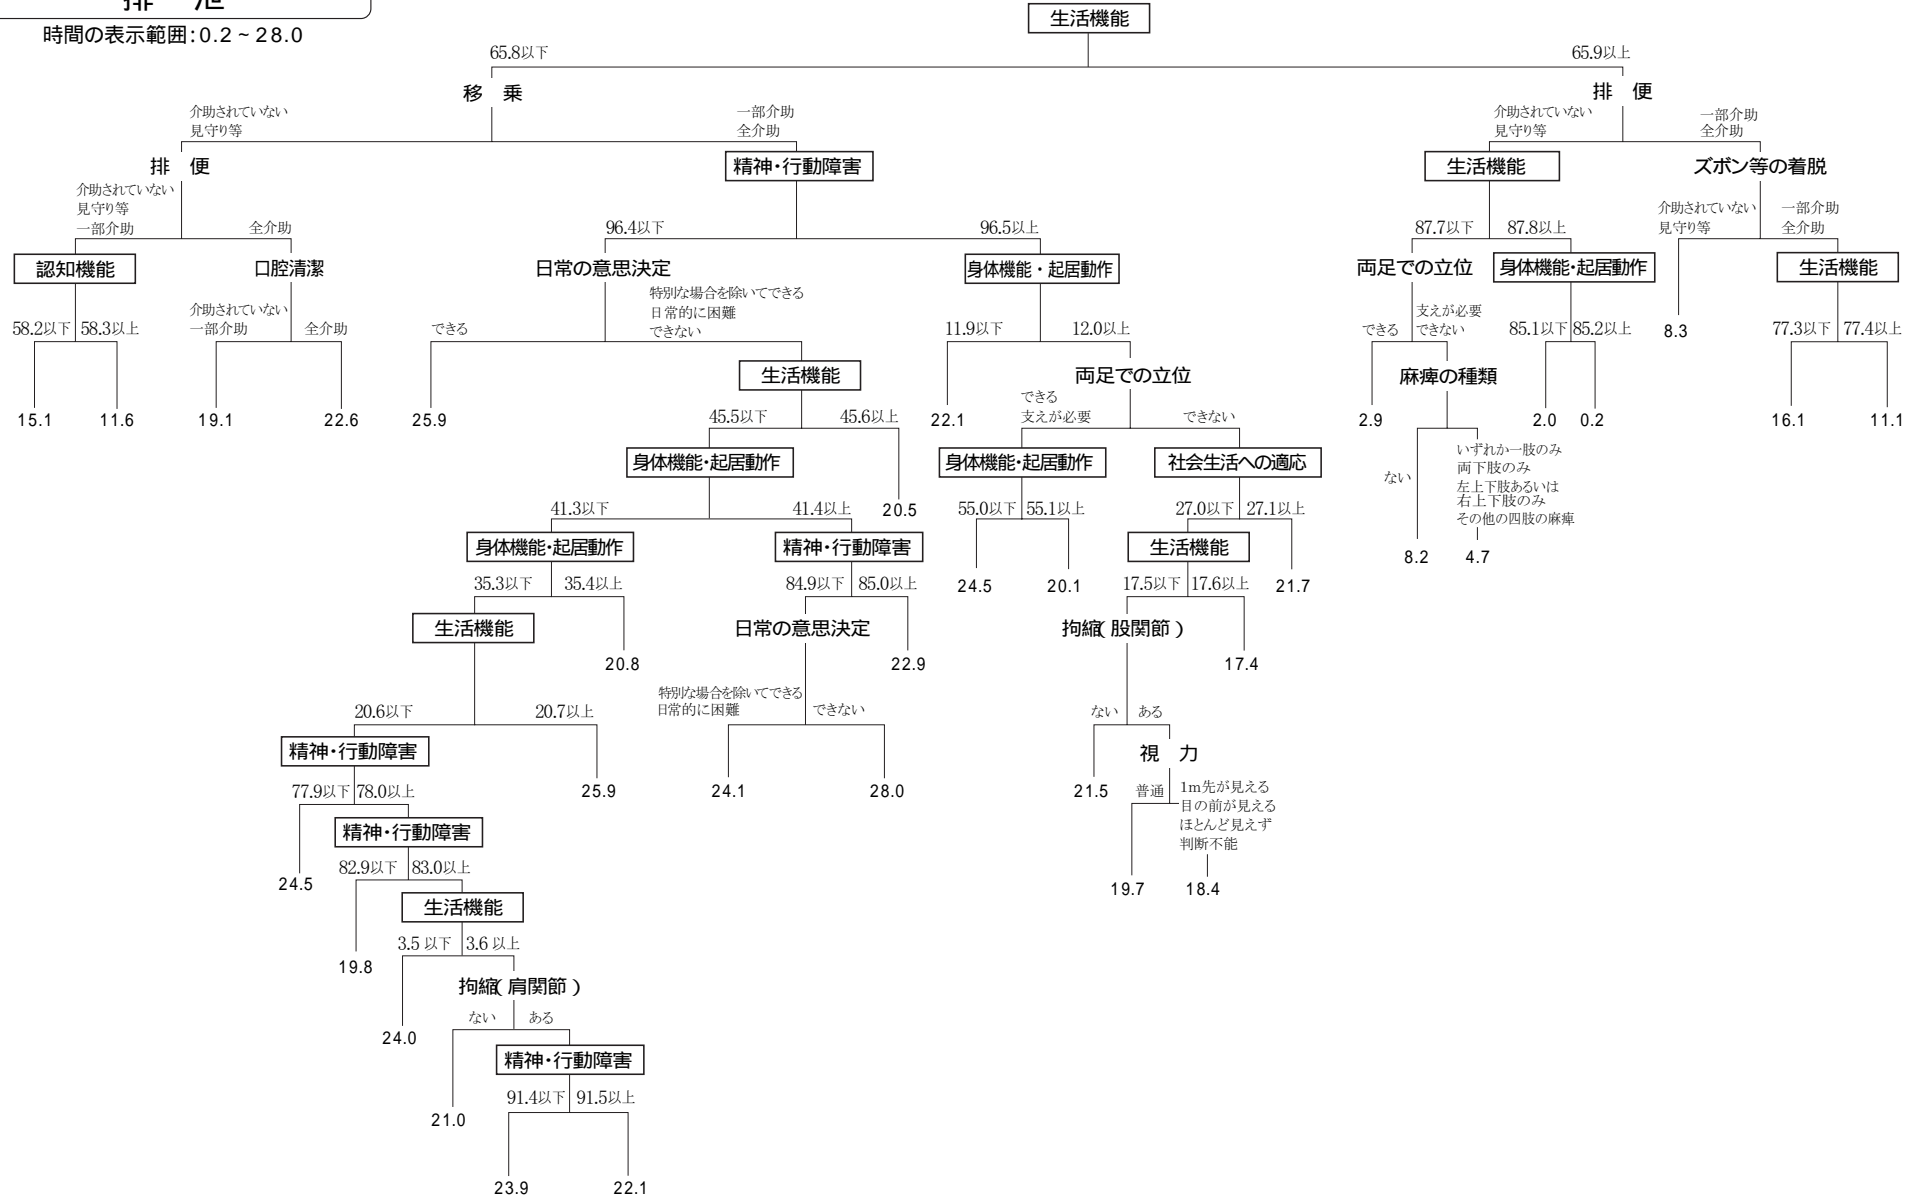 排　泄
時間の表示範囲:0.2～28.0
生活機能
65.8以下
65.9以上
移　乗
排　便
介助されていない
見守り等
一部介助
全介助
介助されていない
見守り等
一部介助
全介助
排　便
精神・行動障害
生活機能
ズボン等の着脱
介助されていない
見守り等
一部介助
全介助
96.4以下
96.5以上
87.7以下
87.8以上
介助されていない
見守り等
一部介助
全介助
認知機能
口腔清潔
日常の意思決定
身体機能・起居動作
両足での立位
身体機能・起居動作
生活機能
58.2以下
58.3以上
介助されていない
一部介助
全介助
できる
特別な場合を除いてできる
日常的に困難
できない
11.9以下
12.0以上
できる
支えが必要
できない
85.1以下
85.2以上
8.3
77.3以下
77.4以上
生活機能
両足での立位
麻痺の種類
15.1
11.6
19.1
22.6
25.9
45.5以下
45.6以上
22.1
できる
支えが必要
できない
2.9
2.0
0.2
16.1
11.1
身体機能・起居動作
20.5
身体機能・起居動作
社会生活への適応
ない
いずれか一肢のみ
両下肢のみ
左上下肢あるいは
右上下肢のみ
その他の四肢の麻痺
8.2
4.7
41.3以下
41.4以上
55.0以下
55.1以上
27.0以下
27.1以上
身体機能・起居動作
精神・行動障害
24.5
20.1
生活機能
21.7
35.3以下
35.4以上
84.9以下
85.0以上
17.5以下
17.6以上
生活機能
20.8
日常の意思決定
22.9
拘縮(股関節)
17.4
20.6以下
20.7以上
特別な場合を除いてできる
日常的に困難
できない
ない
ある
精神・行動障害
25.9
24.1
28.0
21.5
視　力
77.9以下
78.0以上
普通
1m先が見える
目の前が見える
ほとんど見えず
判断不能
24.5
精神・行動障害
19.7
18.4
82.9以下
83.0以上
19.8
生活機能
3.5 以下
3.6 以上
24.0
拘縮(肩関節)
ない
ある
21.0
精神・行動障害
91.4以下
91.5以上
23.9
22.1